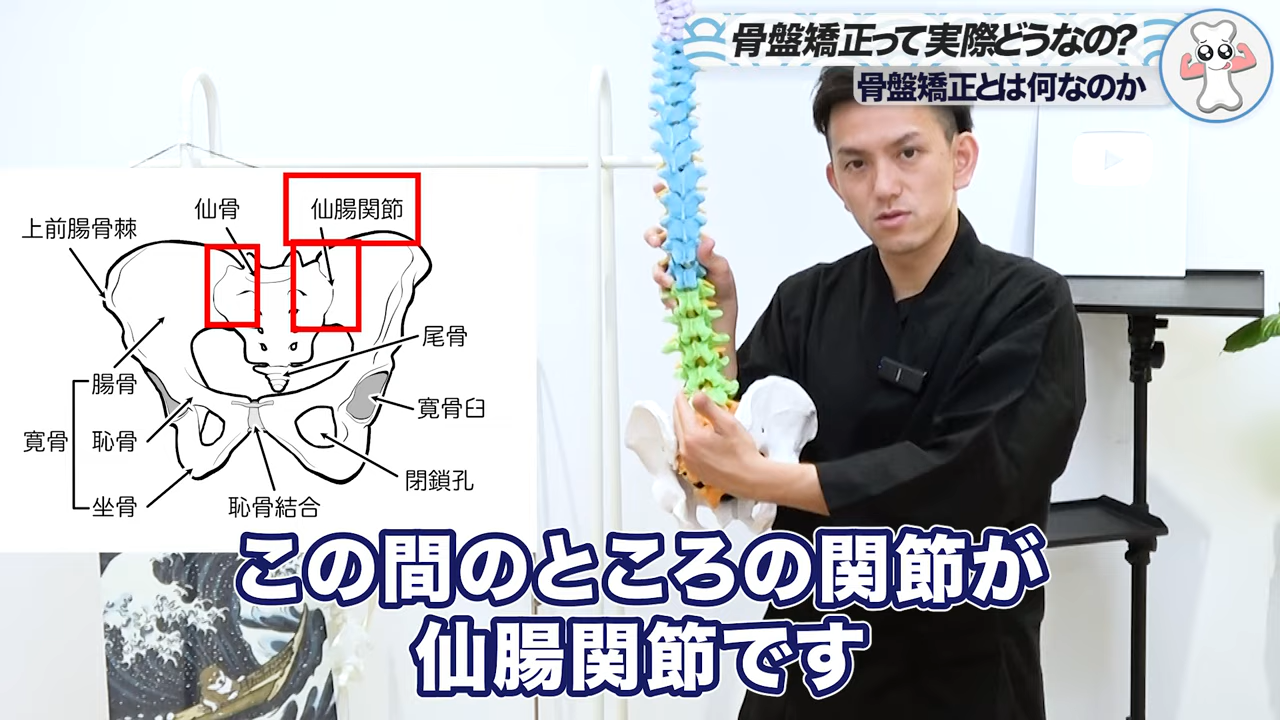 骨盤矯正って実際どうなの?
骨盤矯正とは何なのか
仙骨
仙腸関節
上前腸骨棘
尾骨
腸骨
寛骨臼
寛骨
恥骨
閉鎖孔
坐骨
恥骨結合
この間のところの関節が
仙腸関節です